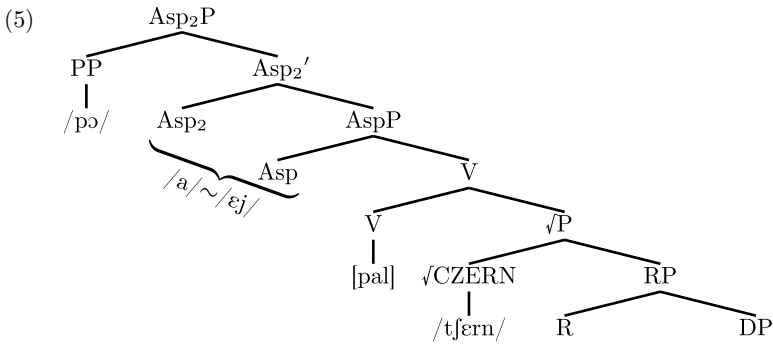 (5) Asp₂P
PP Asp₂′
/pɔ/ Asp₂ AspP
/a/~/ɛj/ Asp V
V √P
[pal] √CZERN RP
/tʃɛrn/ R DP